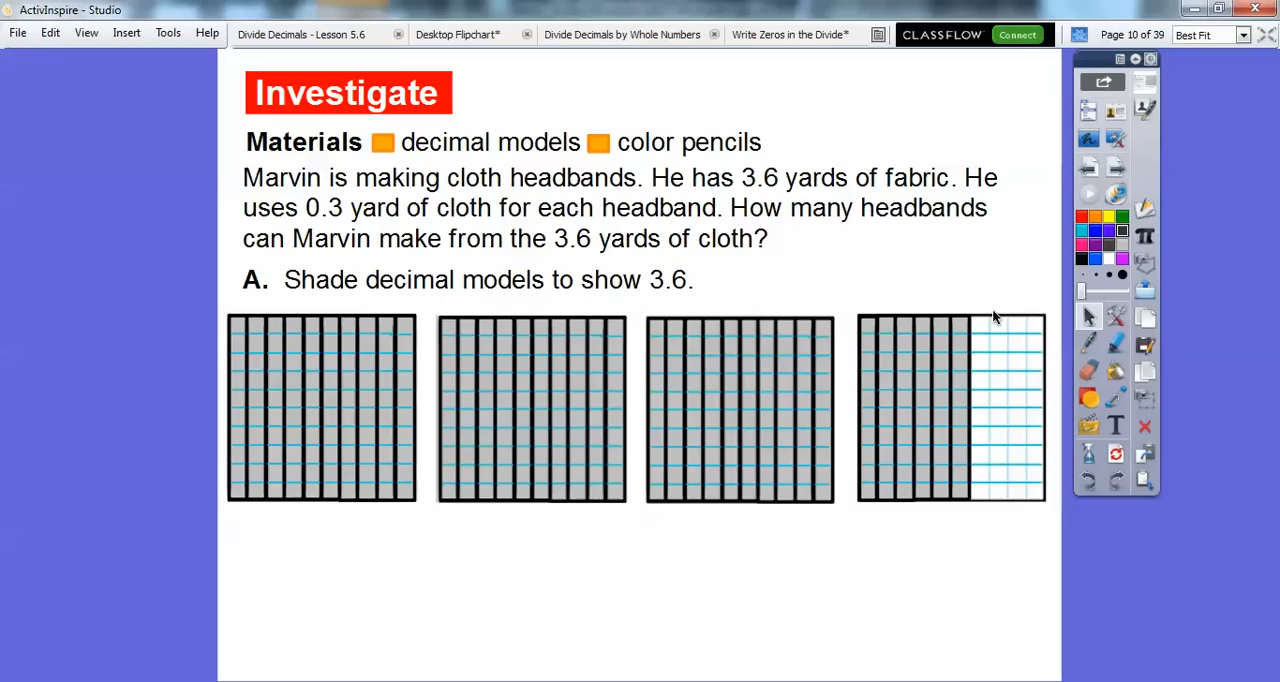 ActivInspire - Studio
File Edit View Insert Tools Help
Divide Decimals - Lesson 5.6 Desktop Flipchart* Divide Decimals by Whole Numbers Write Zeros in the Divide*
CLASSFLOW Connect
Page 10 of 39 Best Fit
Investigate
Materials decimal models color pencils
Marvin is making cloth headbands. He has 3.6 yards of fabric. He
uses 0.3 yard of cloth for each headband. How many headbands
can Marvin make from the 3.6 yards of cloth?
A. Shade decimal models to show 3.6.